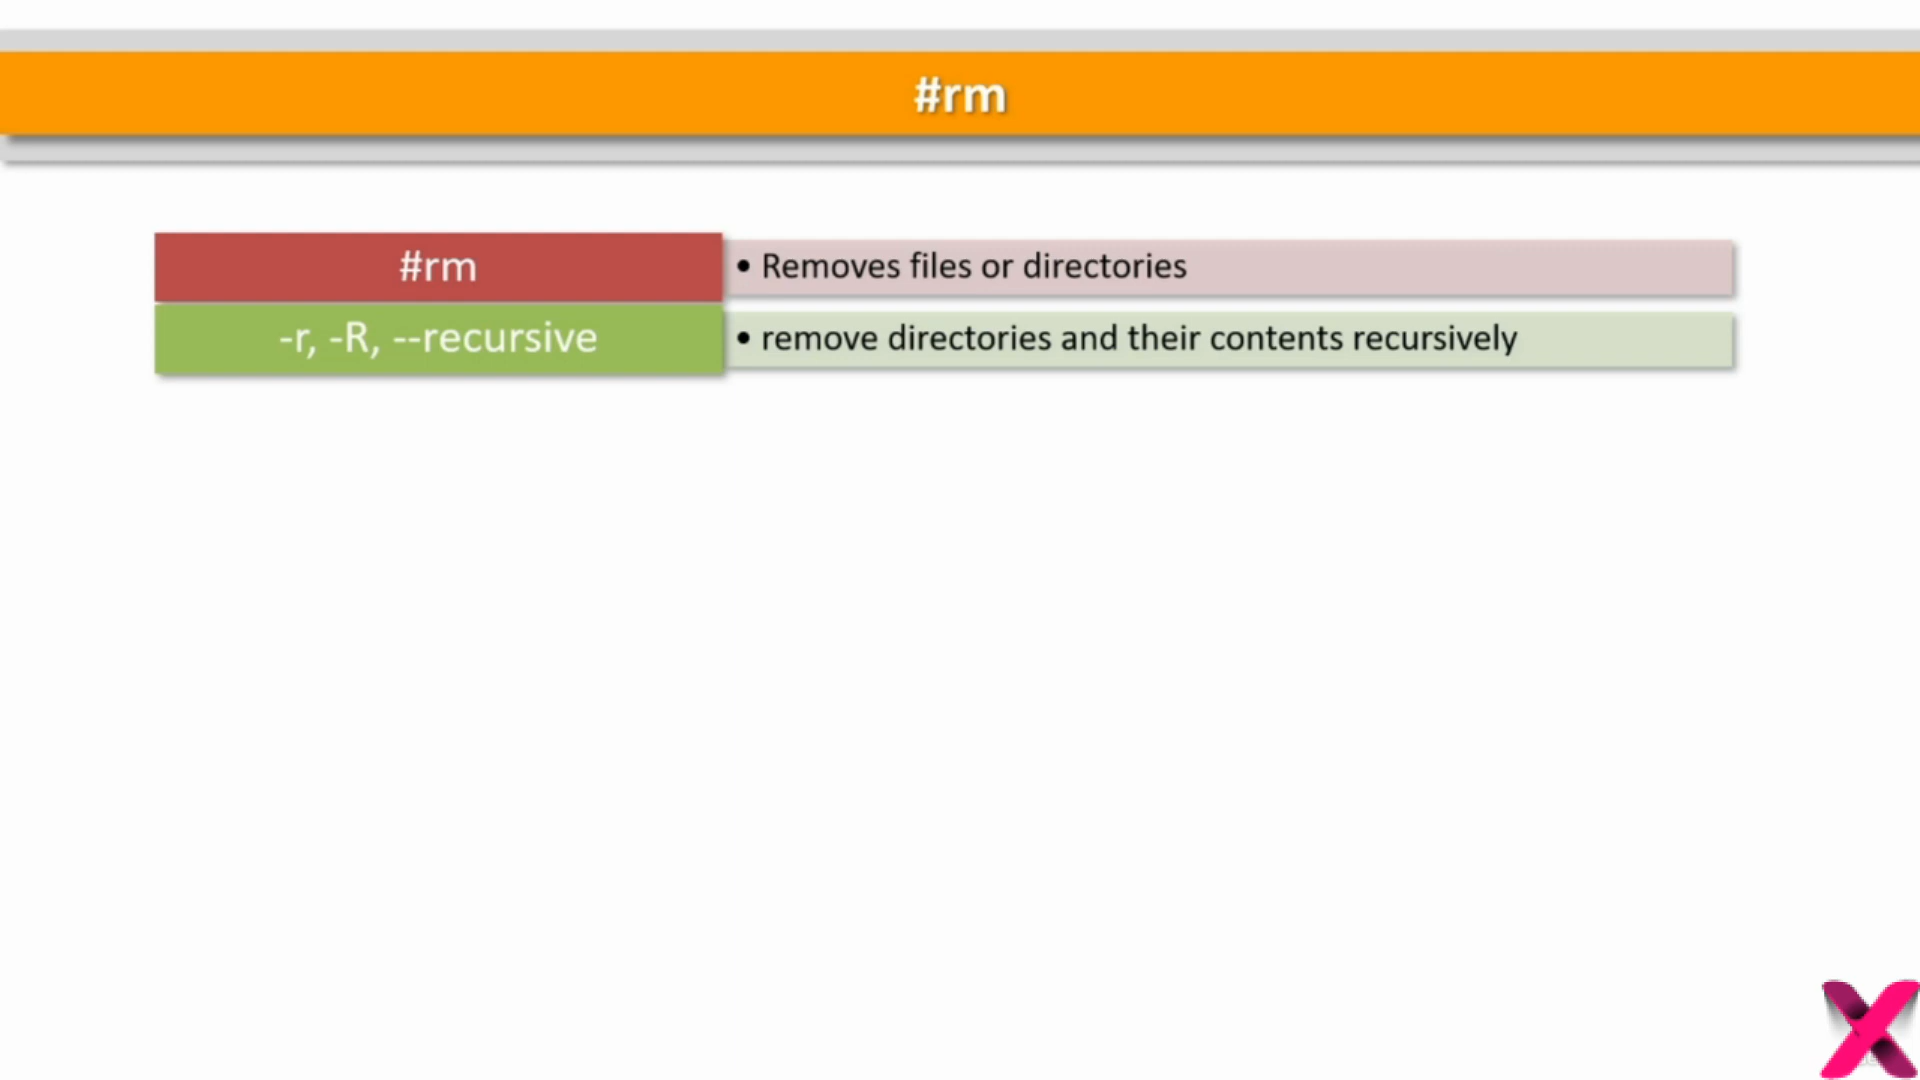 #rm
#rm
• Removes files or directories
-r, -R, --recursive
• remove directories and their contents recursively